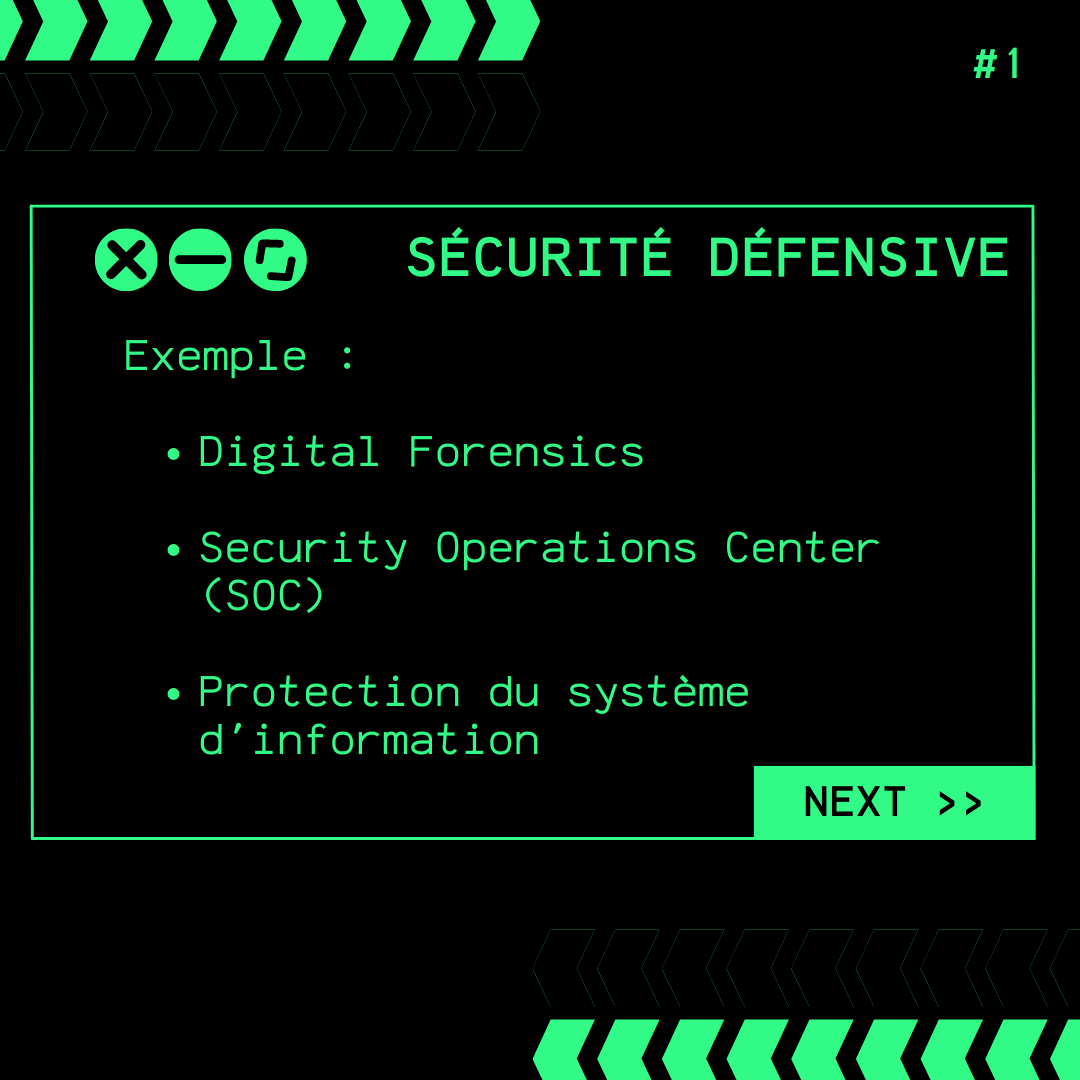 #1
SÉCURITÉ DÉFENSIVE
Exemple :
• Digital Forensics
• Security Operations Center
(SOC)
• Protection du système
d'information
NEXT >>